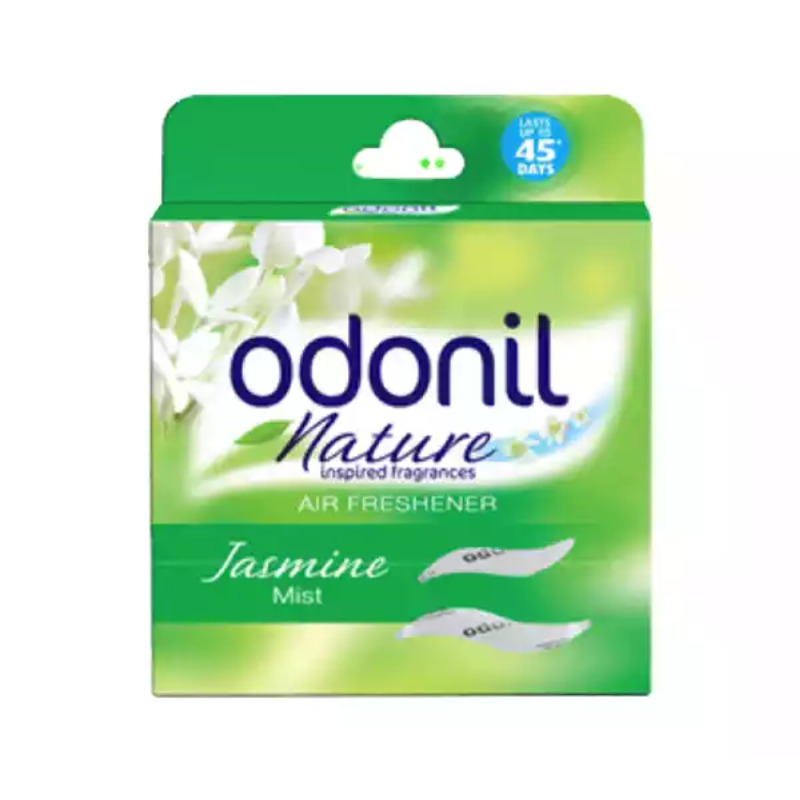 LASTS
UP TO
45*
DAYS
odonil
Nature
inspired fragrances
AIR FRESHENER
Jasmine
Mist